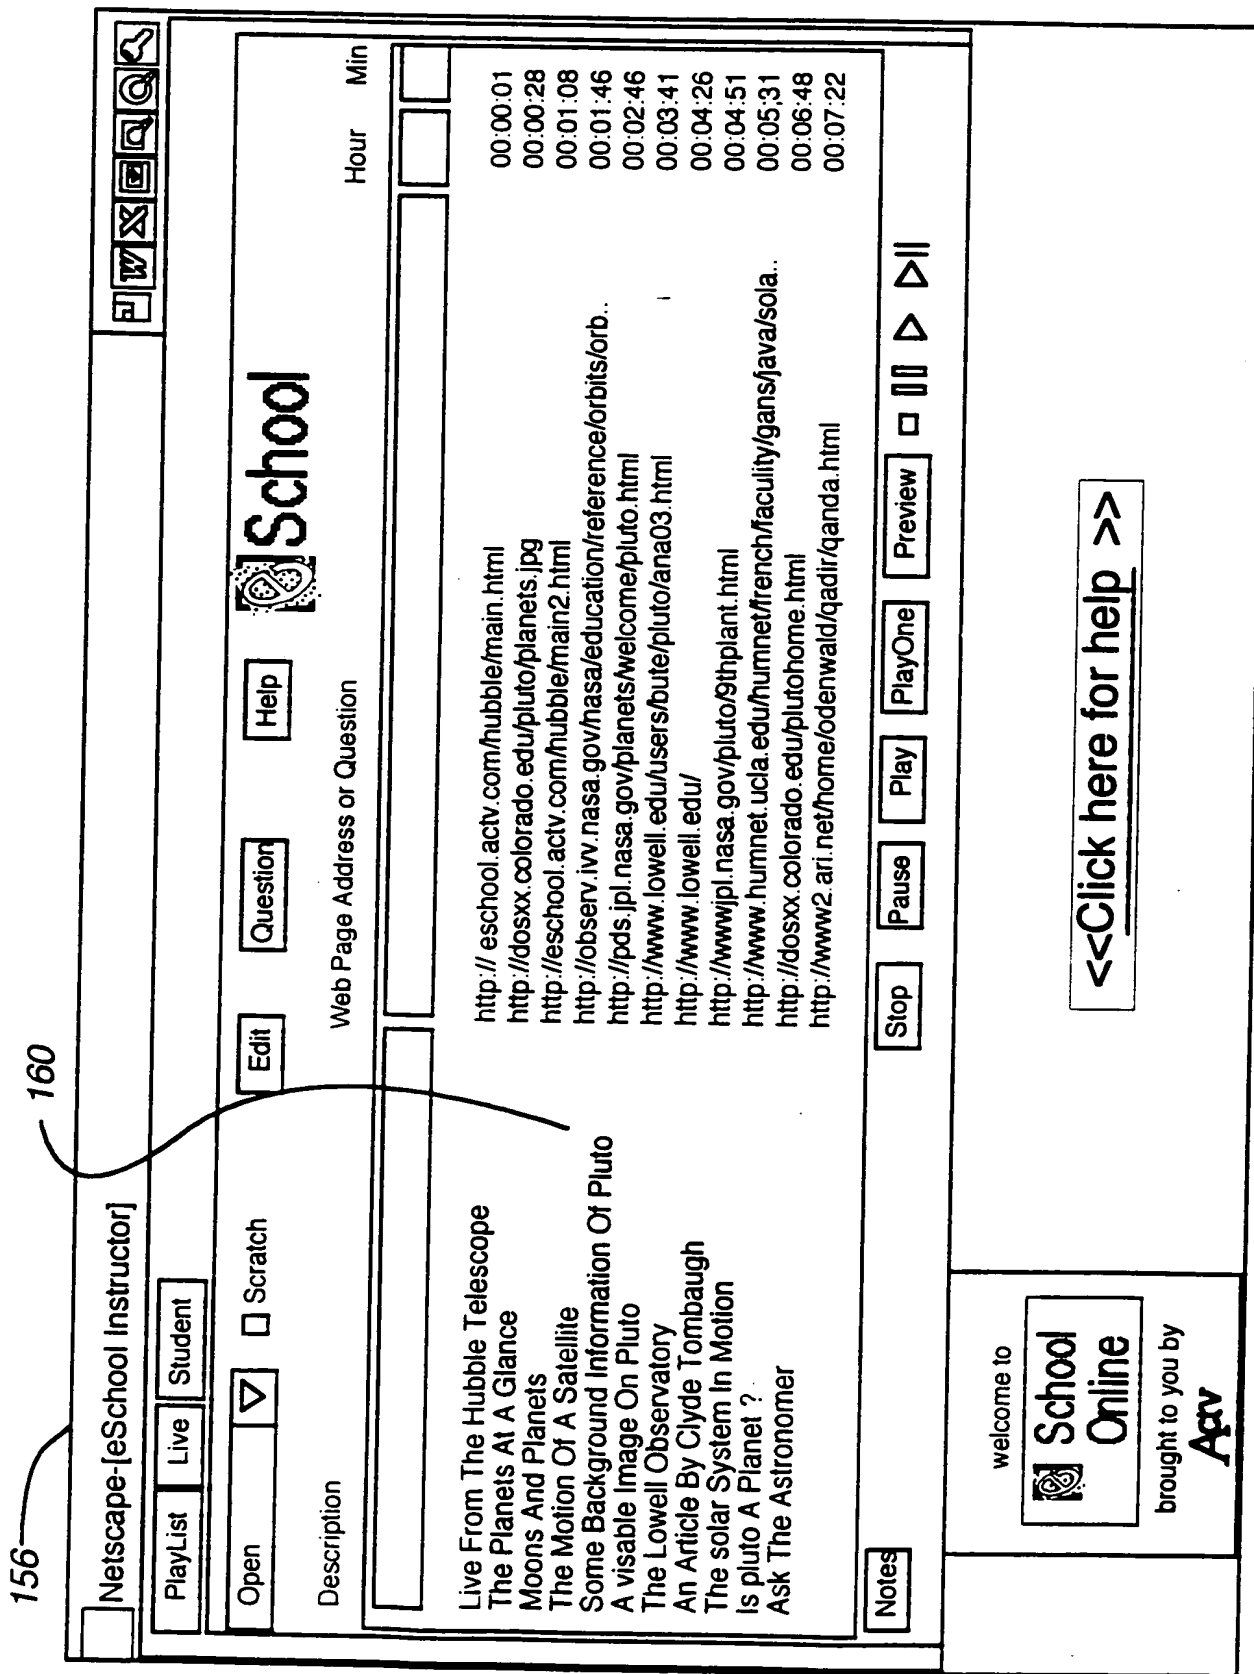 156
160
Netscape-[eSchool Instructor]
W X
PlayList Live Student
Open Scratch Edit Question Help School
Description Web Page Address or Question Hour Min
Live From The Hubble Telescope http:// eschool.actv.com/hubble/main.html 00:00:01
The Planets At A Glance http://dosxx.colorado.edu/pluto/planets.jpg 00:00:28
Moons And Planets http://eschool.actv.com/hubble/main2.html 00:01:08
The Motion Of A Satellite http://observ.ivv.nasa.gov/nasa/education/reference/orbits/orb.. 00:01:46
Some Background Information Of Pluto http://pds.jpl.nasa.gov/planets/welcome/pluto.html 00:02:46
A visable Image On Pluto http://www.lowell.edu/users/bute/pluto/ana03.html 00:03:41
The Lowell Observatory http://www.lowell.edu/ 00:04:26
An Article By Clyde Tombaugh http://wwwjpl.nasa.gov/pluto/9thplant.html 00:04:51
The solar System In Motion http://www.humnet.ucla.edu/humnet/french/faculity/gans/java/sola.. 00:05;31
Is pluto A Planet ? http://dosxx.colorado.edu/plutohome.html 00:06:48
Ask The Astronomer http://www2.ari.net/home/odenwald/qadir/qanda.html 00:07:22
Notes Stop Pause Play PlayOne Preview
welcome to
School
Online
brought to you by
Actv
<<Click here for help >>